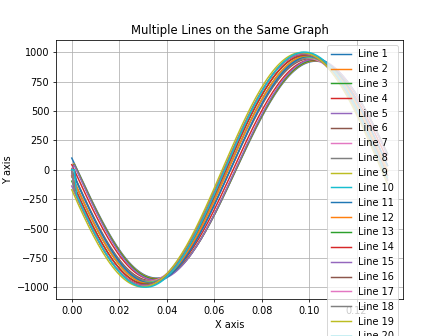 Multiple Lines on the Same Graph
1000
750
500
250
0
−250
−500
−750
−1000
Y axis
0.00
0.02
0.04
0.06
0.08
0.10
X axis
Line 1
Line 2
Line 3
Line 4
Line 5
Line 6
Line 7
Line 8
Line 9
Line 10
Line 11
Line 12
Line 13
Line 14
Line 15
Line 16
Line 17
Line 18
Line 19